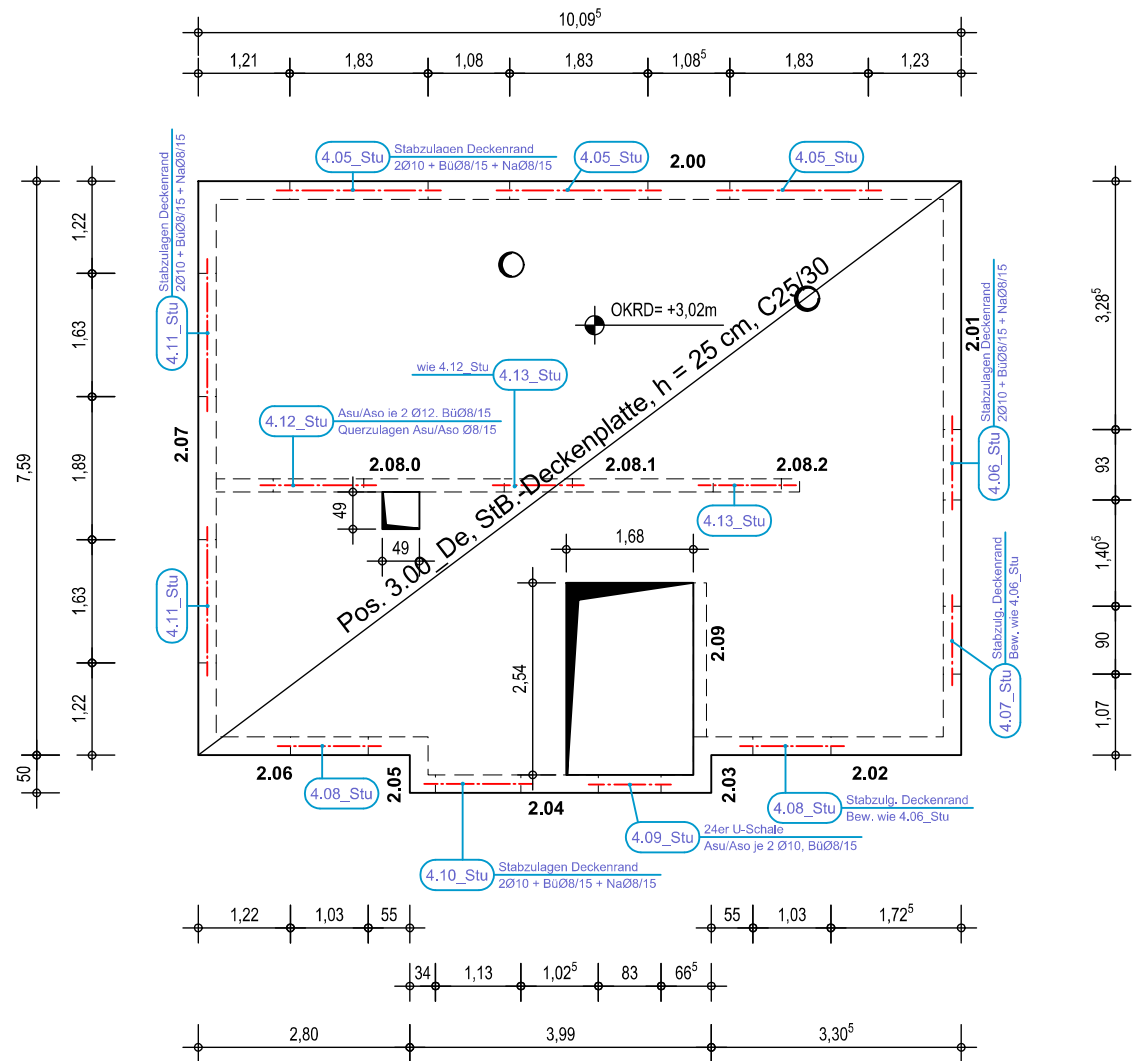 10,09⁵
1,21
1,83
1,08
1,83
1,08⁵
1,83
1,23
4.05_Stu
Stabzulagen Deckenrand
2Ø10 + BüØ8/15 + NaØ8/15
4.05_Stu
2.00
4.05_Stu
7,59
50
1,22
1,63
1,89
1,63
1,22
Stabzulagen Deckenrand
2Ø10 + BüØ8/15 + NaØ8/15
4.11_Stu
2.07
4.11_Stu
OKRD= +3,02m
Pos. 3.00_De, StB.-Deckenplatte, h = 25 cm, C25/30
wie 4.12_Stu
4.13_Stu
4.12_Stu
Asu/Aso je 2 Ø12. BüØ8/15
Querzulagen Asu/Aso Ø8/15
2.08.0
2.08.1
2.08.2
4.13_Stu
49
49
1,68
2,54
2.09
2.01
Stabzulagen Deckenrand
2Ø10 + BüØ8/15 + NaØ8/15
4.06_Stu
Stabzulg. Deckenrand
Bew. wie 4.06_Stu
4.07_Stu
3,28⁵
93
1,40⁵
90
1,07
2.06
4.08_Stu
2.05
2.04
2.03
2.02
4.08_Stu
Stabzulg. Deckenrand
Bew. wie 4.06_Stu
4.09_Stu
24er U-Schale
Asu/Aso je 2 Ø10, BüØ8/15
4.10_Stu
Stabzulagen Deckenrand
2Ø10 + BüØ8/15 + NaØ8/15
1,22
1,03
55
55
1,03
1,72⁵
34
1,13
1,02⁵
83
66⁵
2,80
3,99
3,30⁵